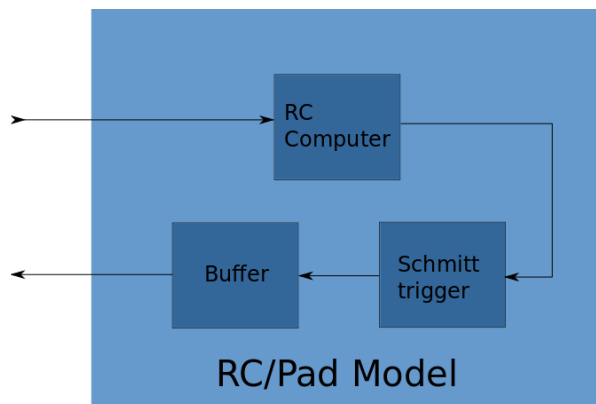 RC
Computer
Buffer
Schmitt
trigger
RC/Pad Model